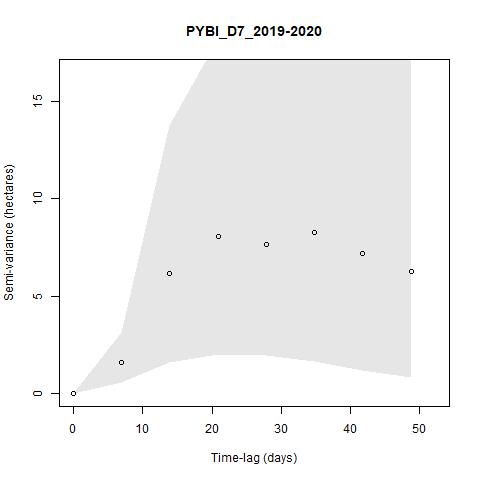 PYBI_D7_2019-2020
Semi-variance (hectares)
15
10
5
0
0 10 20 30 40 50
Time-lag (days)